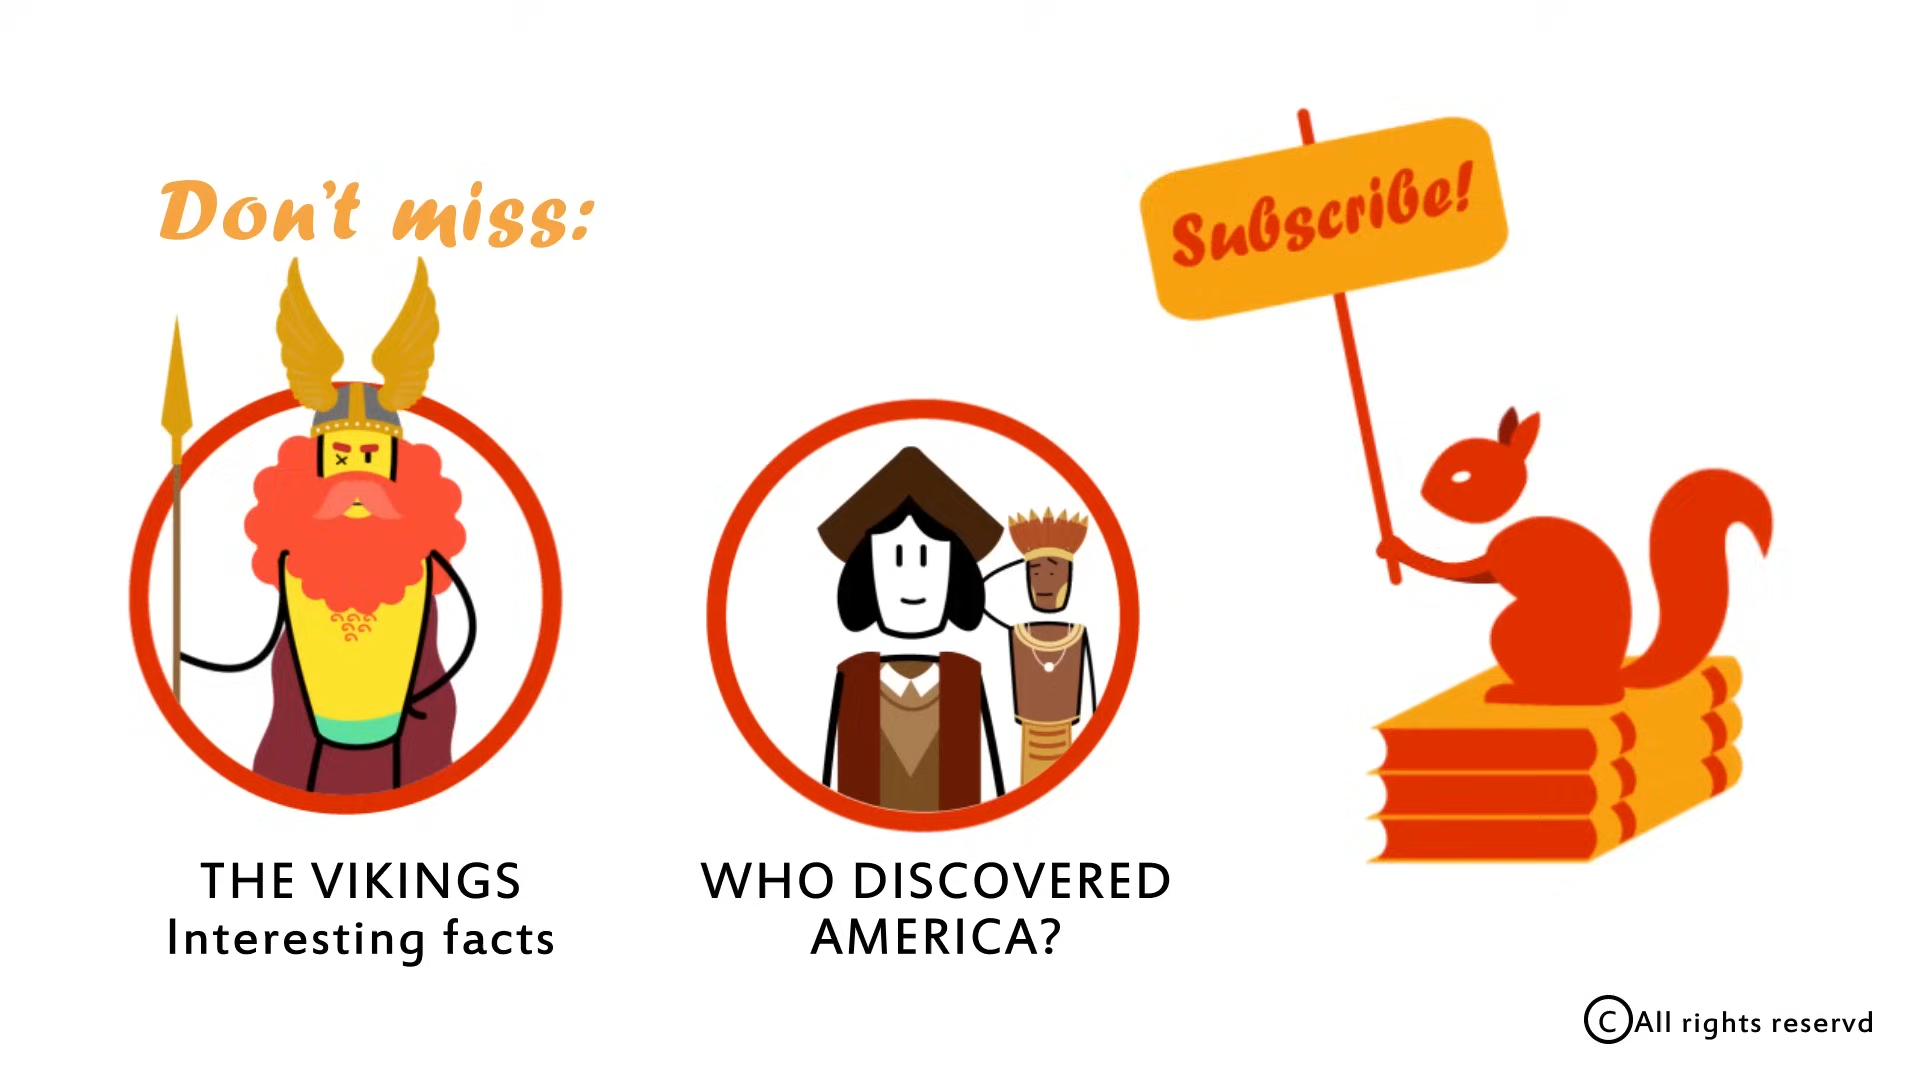 Don't miss:
Subscribe!
THE VIKINGS
Interesting facts
WHO DISCOVERED
AMERICA?
©All rights reservd